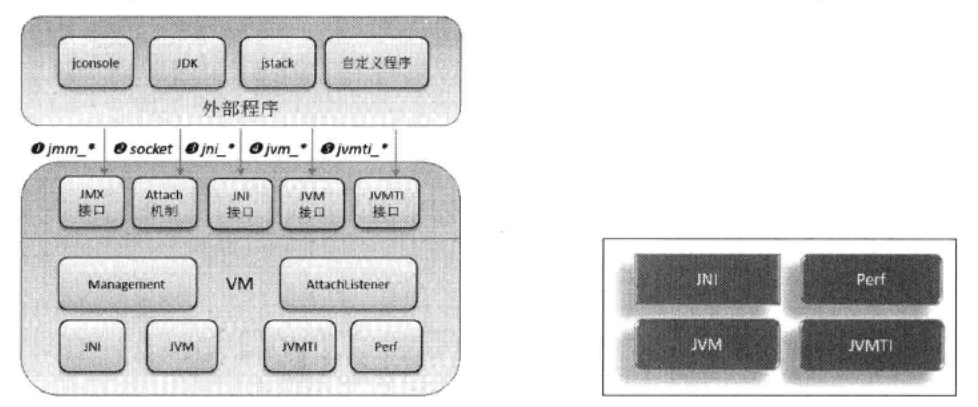 jconsole JDK jstack 自定义程序
外部程序
❶ jmm_* ❷ socket ❸ jni_* ❹ jvm_* ❺ jvmti_*
JMX
接口
Attach
机制
JNI
接口
JVM
接口
JVMTI
接口
Management VM AttachListener
JNI JVM JVMTI Perf
JNI Perf
JVM JVMTI